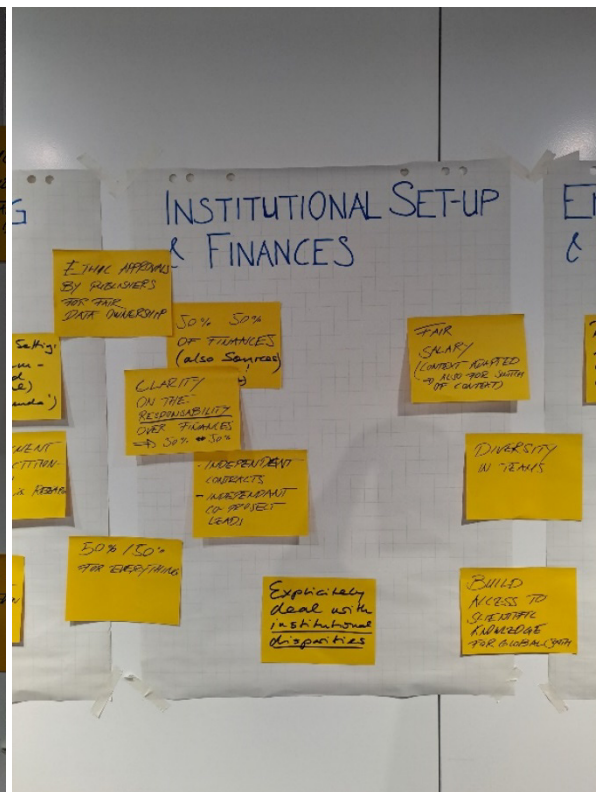 G
INSTITUTIONAL SET-UP
& FINANCES
E
&
ETHIC APPROVALS
BY PUBLISHERS
FOR FAIR
DATA OWNERSHIP
50% 50%
OF FINANCES
(also Sources)
CLARITY
ON THE
RESPONSABILITY
OVER FINANCES
⇒ 50% ↔ 50%
- INDEPENDENT
CONTRACTS
- INDEPENDANT
CO-PROJECT
LEADS
50% / 50%
FOR EVERYTHING
Explicitely
deal with
institutional
disparities
FAIR
SALARY
(CONTEXT ADAPTED
→ ALSO FOR SOUTH
OF CONTEXT)
DIVERSITY
IN TEAMS
BUILD
ACCESS TO
SCIENTIFIC
KNOWLEDGE
FOR GLOBAL SOUTH